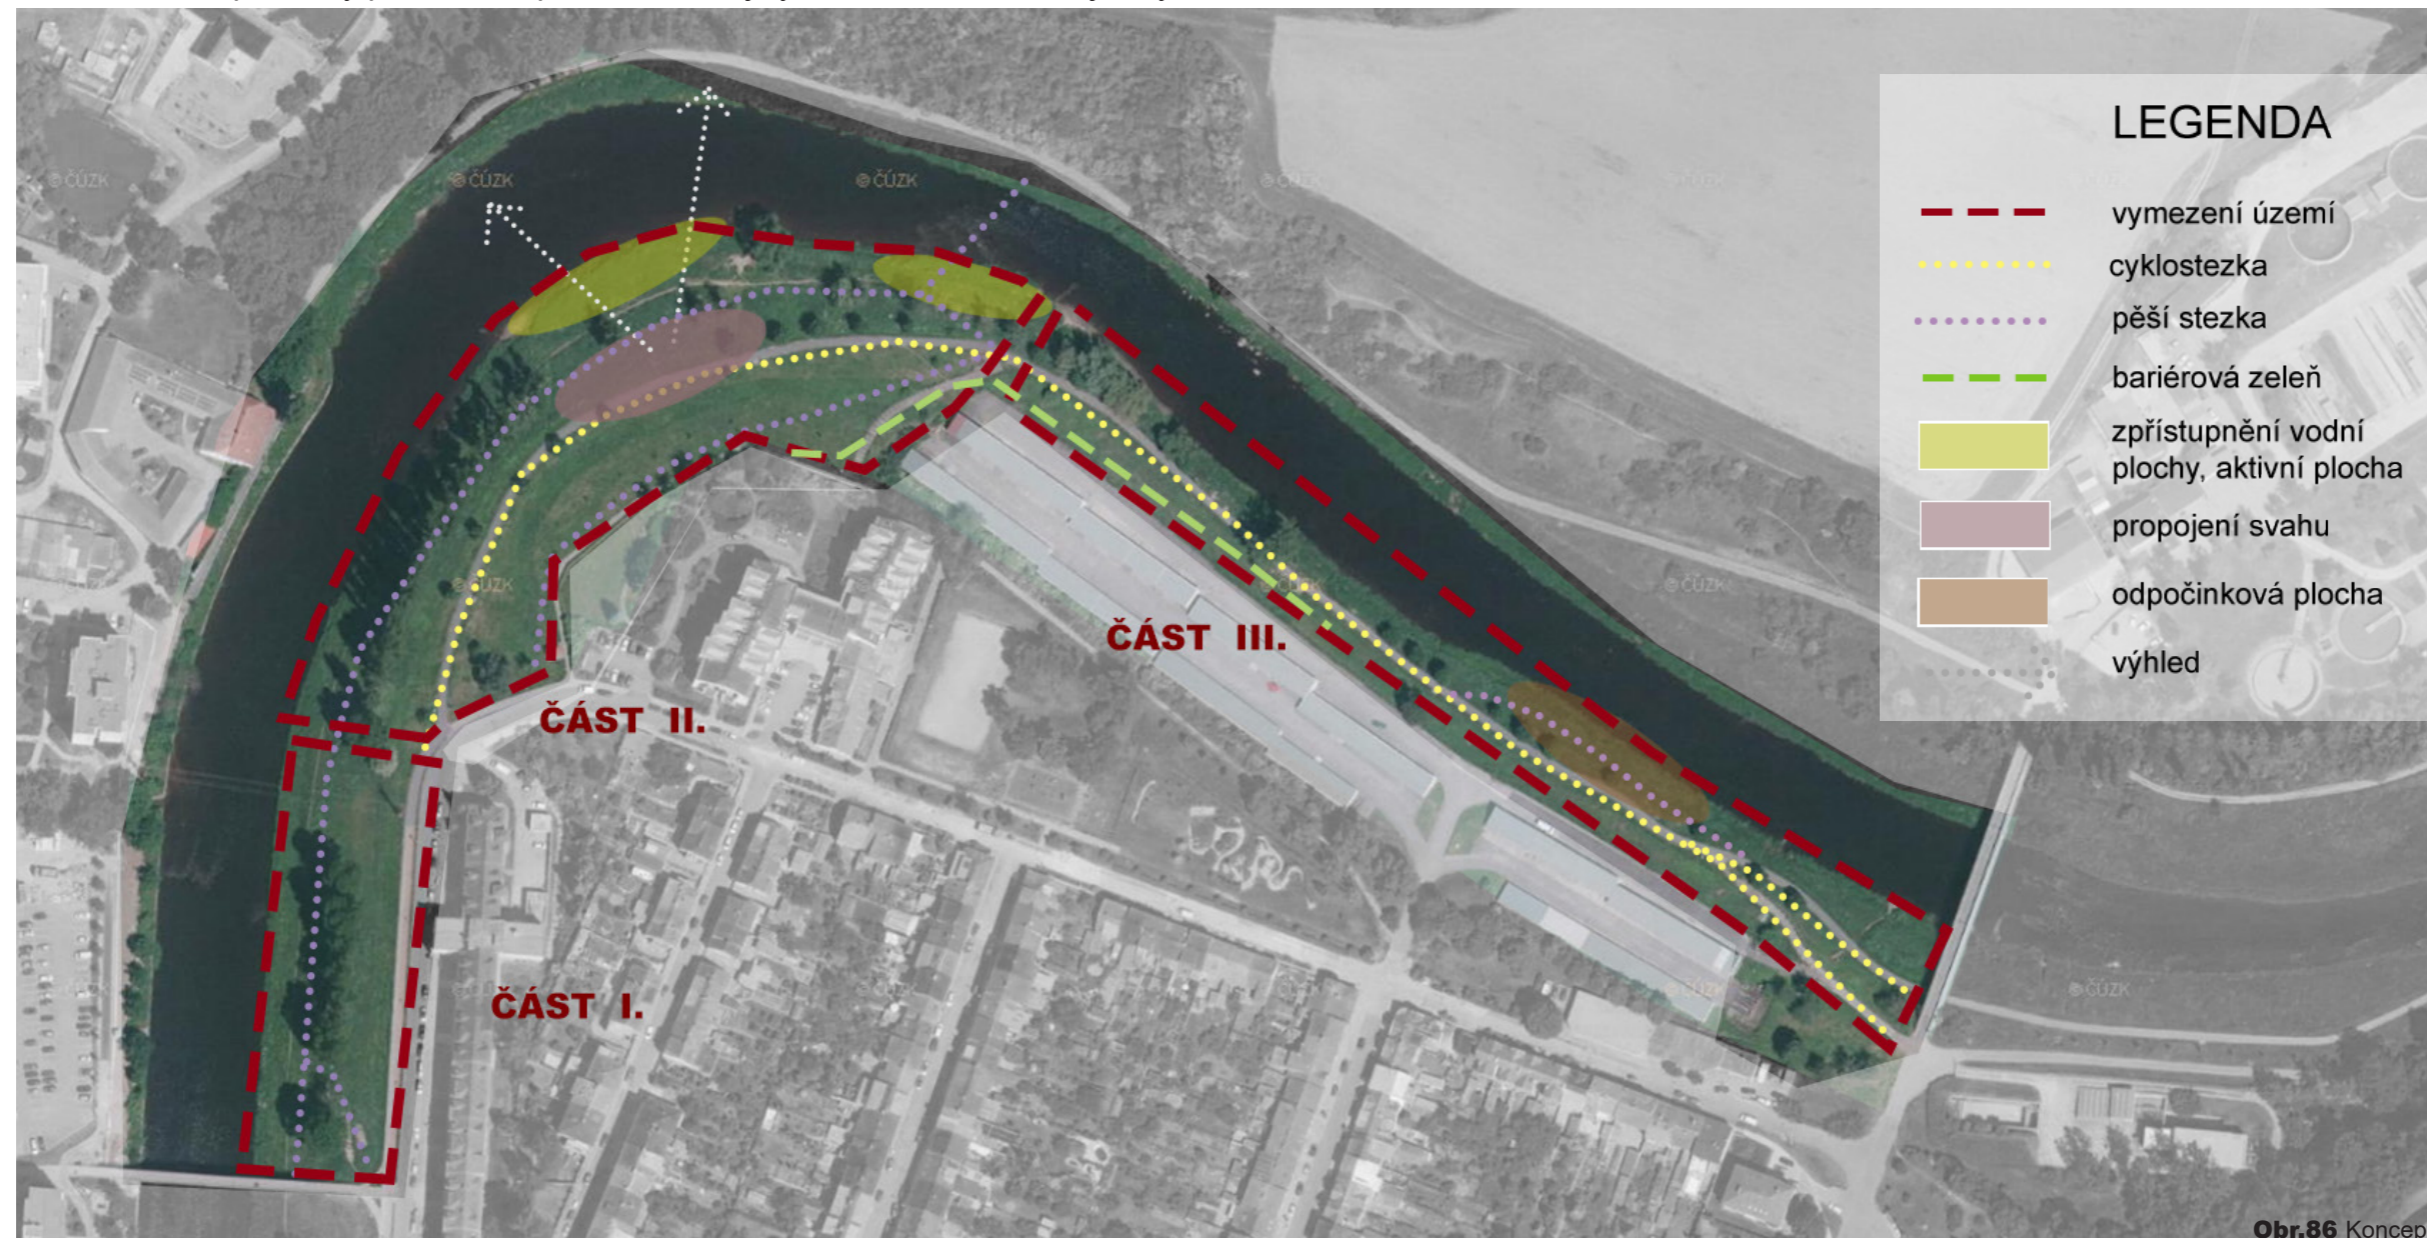 © ČÚZK
© ČÚZK
© ČÚZK
© ČÚZK
LEGENDA
vymezení území
cyklostezka
pěší stezka
bariérová zeleň
zpřístupnění vodní
plochy, aktivní plocha
propojení svahu
odpočinková plocha
výhled
© ČÚZK
© ČÚZK
ČÁST III.
ČÁST II.
ČÁST I.
© ČÚZK
Obr.86 Koncep